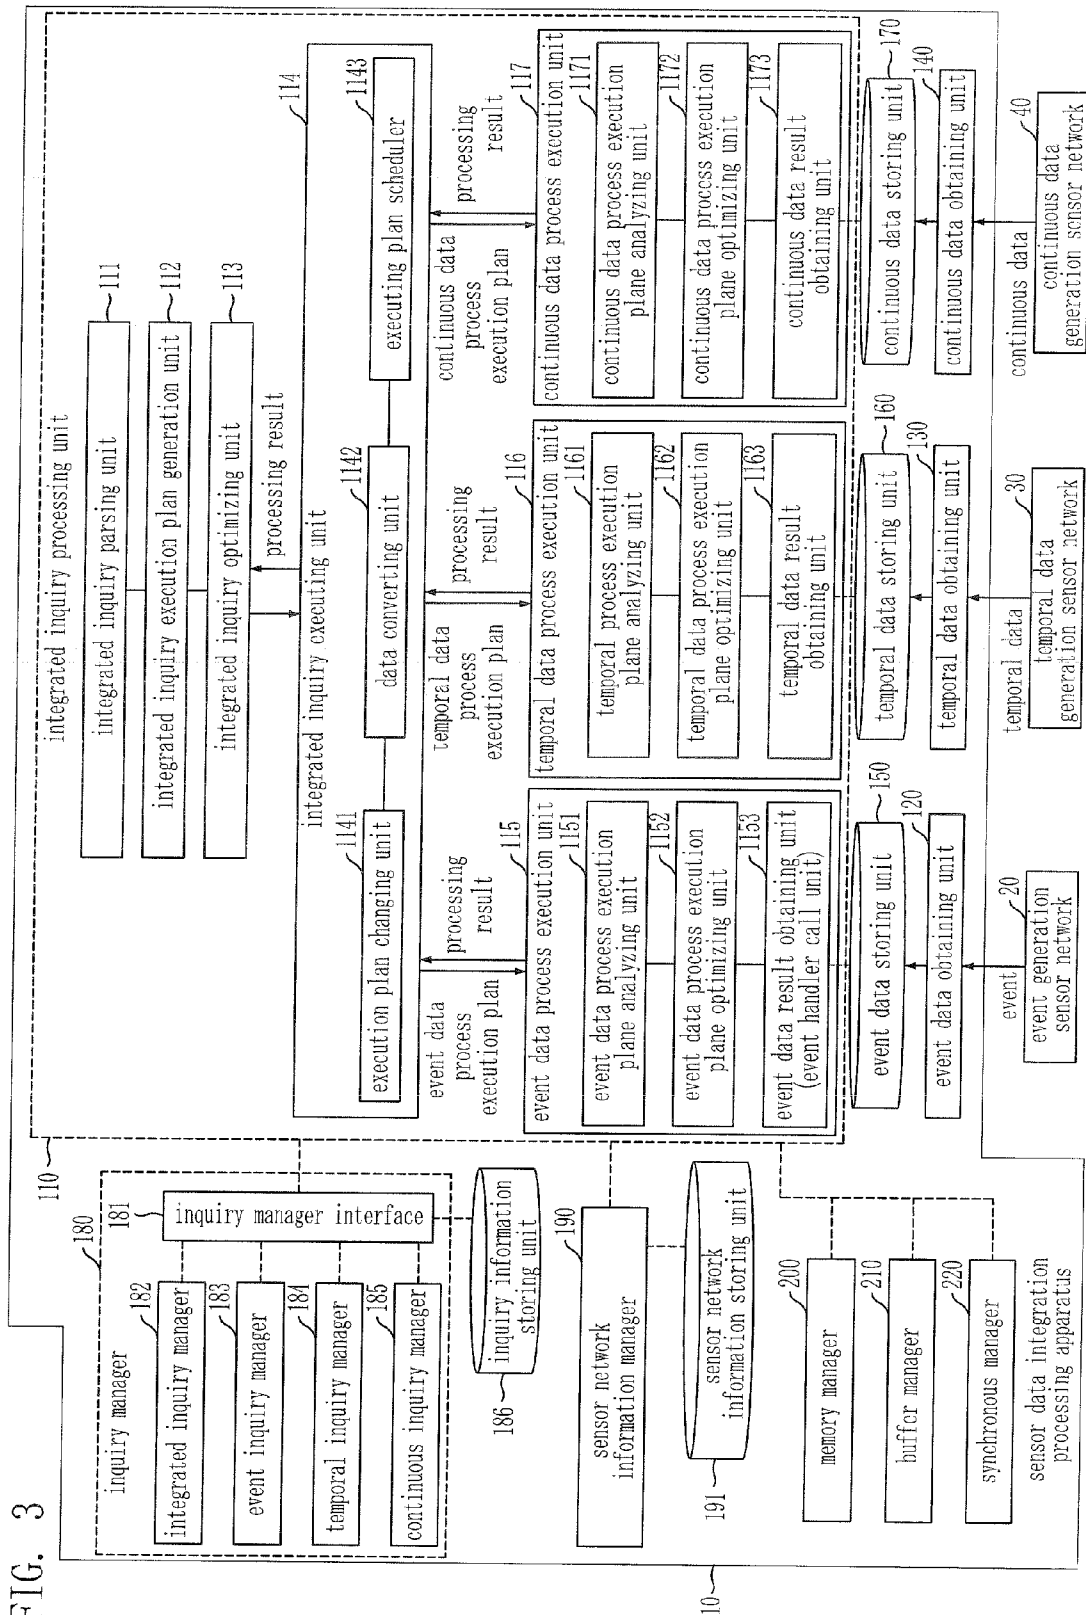 FIG. 3
10
inquiry manager
180
181
inquiry manager interface
182
integrated inquiry manager
183
event inquiry manager
184
temporal inquiry manager
185
continuous inquiry manager
inquiry information
storing unit
186
190
sensor network
information manager
sensor network
information storing unit
191
200
memory manager
210
buffer manager
220
synchronous manager
sensor data integration
processing apparatus
110
integrated inquiry processing unit
integrated inquiry parsing unit
111
integrated inquiry execution plan generation unit
112
integrated inquiry optimizing unit
113
processing result
integrated inquiry executing unit
114
1141
execution plan changing unit
1142
data converting unit
1143
executing plan scheduler
event data
process
execution plan
processing
result
temporal data
process
execution plan
processing
result
continuous data
process
execution plan
processing
result
115
event data process execution unit
1151
event data process execution
plane analyzing unit
1152
event data process execution
plane optimizing unit
1153
event data result obtaining unit
(event handler call unit)
116
temporal data process execution unit
1161
temporal process execution
plane analyzing unit
1162
temporal data process execution
plane optimizing unit
1163
temporal data result
obtaining unit
117
continuous data process execution unit
1171
continuous data process execution
plane analyzing unit
1172
continuous data process execution
plane optimizing unit
1173
continuous data result
obtaining unit
150
event data storing unit
120
event data obtaining unit
event
20
event generation
sensor network
160
temporal data storing unit
130
temporal data obtaining unit
temporal data
30
temporal data
generation sensor network
170
continuous data storing unit
140
continuous data obtaining unit
continuous data
40
continuous data
generation sensor network